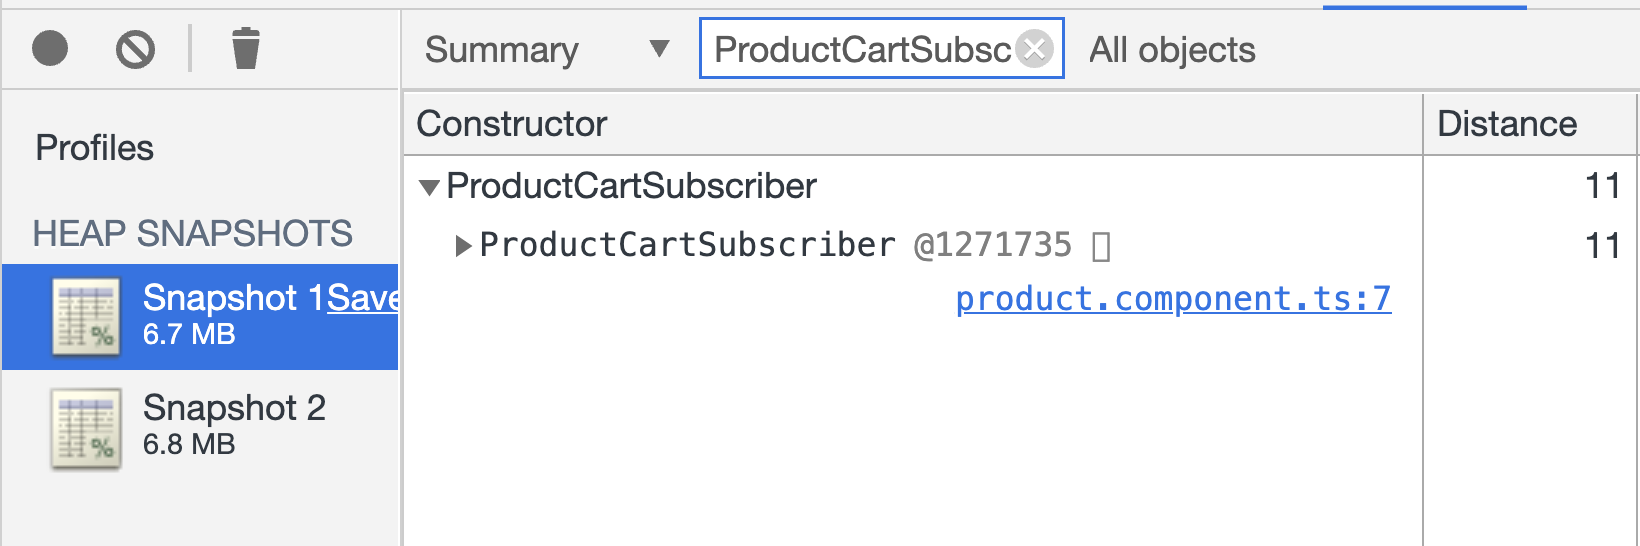 Summary ▼ ProductCartSubsc All objects
Profiles
HEAP SNAPSHOTS
Snapshot 1Save
6.7 MB
Snapshot 2
6.8 MB
Constructor Distance
▼ProductCartSubscriber 11
▶ProductCartSubscriber @1271735 ▯ 11
product.component.ts:7